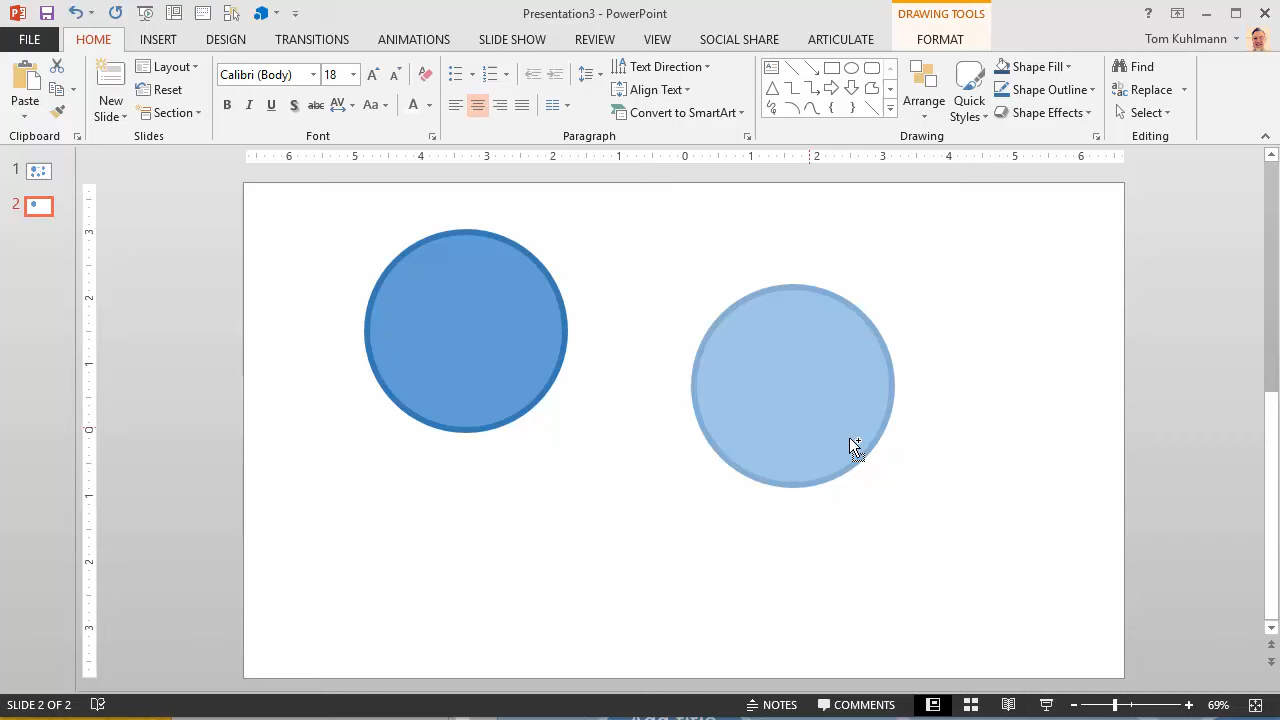 Presentation3 - PowerPoint
DRAWING TOOLS
?
FILE HOME INSERT DESIGN TRANSITIONS ANIMATIONS SLIDE SHOW REVIEW VIEW SOCIAL SHARE ARTICULATE FORMAT
Tom Kuhlmann
Paste
New
Slide
Layout
Reset
Section
Calibri (Body) 18
B I U S abc AV Aa A
Text Direction
Align Text
Convert to SmartArt
Arrange
Quick
Styles
Shape Fill
Shape Outline
Shape Effects
Find
Replace
Select
Clipboard Slides Font Paragraph Drawing Editing
6 5 4 3 2 1 0 1 2 3 4 5 6
1
2
3
2
1
0
1
2
3
SLIDE 2 OF 2
NOTES
COMMENTS
69%